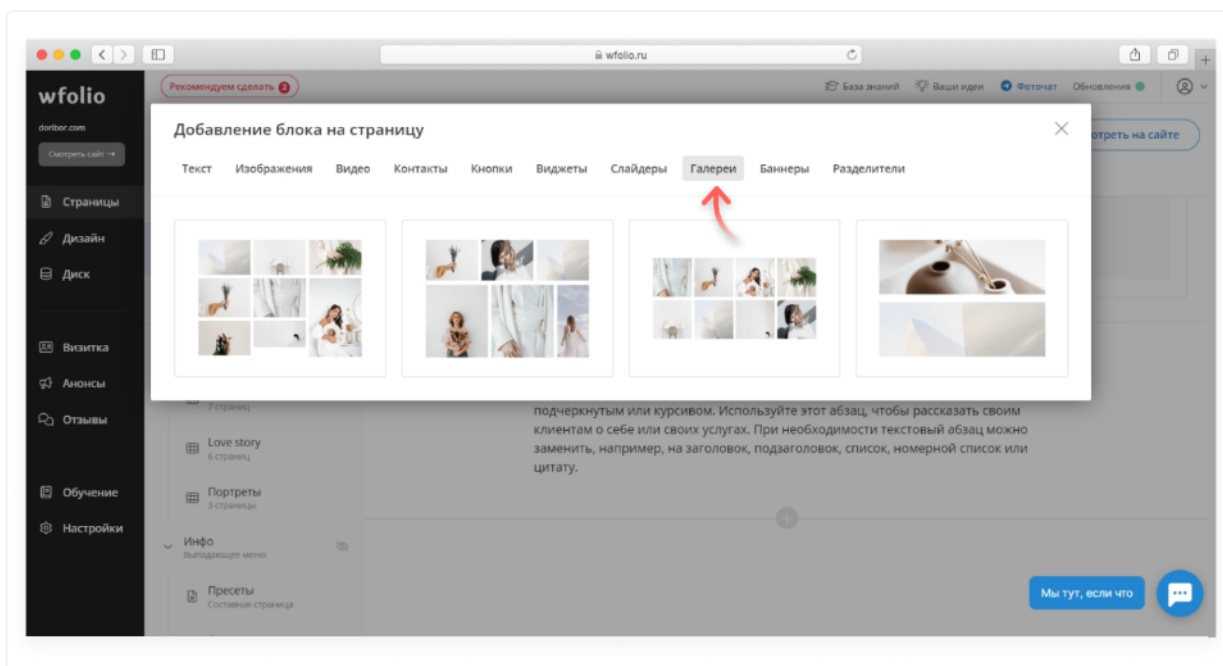 wfolio.ru
wfolio
Рекомендуем сделать 2
База знаний
Ваши идеи
Фоточат
Обновления
doribor.com
Смотреть сайт →
отреть на сайте
Добавление блока на страницу
Текст
Изображения
Видео
Контакты
Кнопки
Виджеты
Слайдеры
Галереи
Баннеры
Разделители
Страницы
Дизайн
Диск
Визитка
Анонсы
Отзывы
Обучение
Настройки
7 страниц
Love story
6 страниц
Портреты
3 страницы
Инфо
Выпадающее меню
Пресеты
Составная страница
подчеркнутым или курсивом. Используйте этот абзац, чтобы рассказать своим
клиентам о себе или своих услугах. При необходимости текстовый абзац можно
заменить, например, на заголовок, подзаголовок, список, номерной список или
цитату.
Мы тут, если что